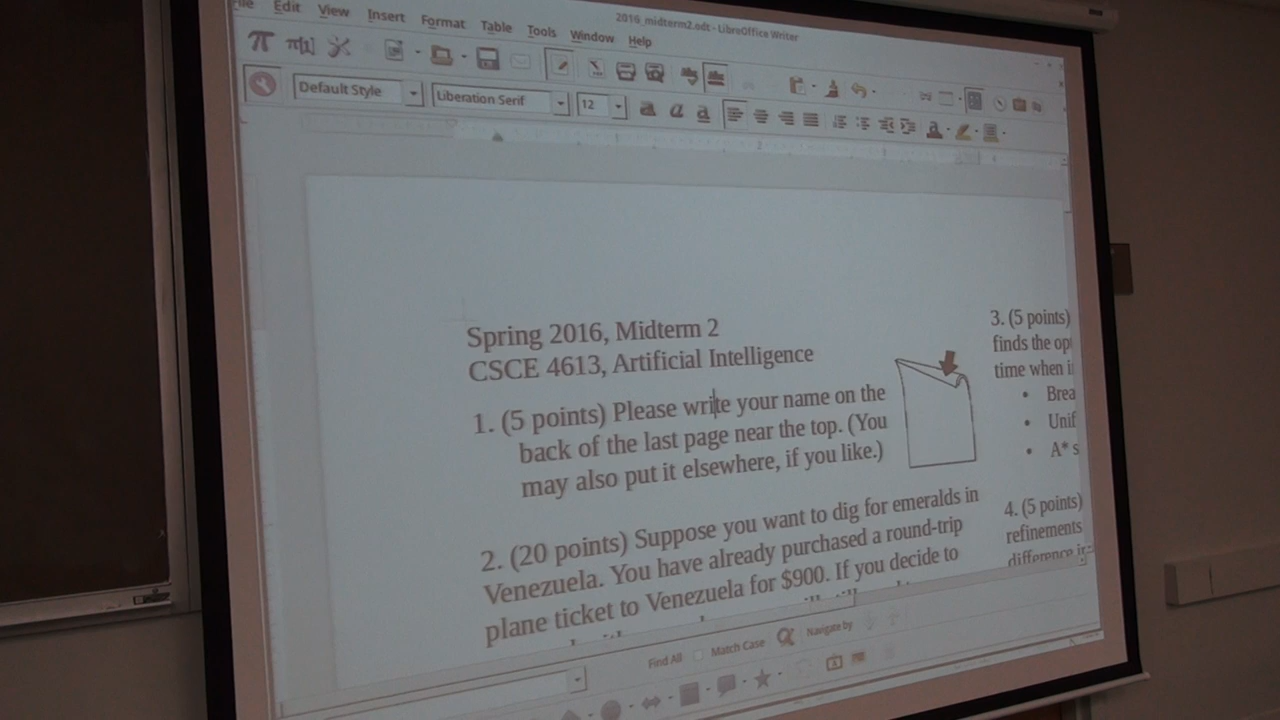 Edit View Insert Format Table Tools Window Help
2016_midterm2.odt - LibreOffice Writer
Default Style
Liberation Serif
12
2
Spring 2016, Midterm 2
CSCE 4613, Artificial Intelligence
1. (5 points) Please write your name on the
back of the last page near the top. (You
may also put it elsewhere, if you like.)
2. (20 points) Suppose you want to dig for emeralds in
Venezuela. You have already purchased a round-trip
plane ticket to Venezuela for $900. If you decide to
3. (5 points)
finds the op
time when i
• Brea
• Unif
• A* s
4. (5 points)
refinements
difference
Find All
Match Case
Navigate by